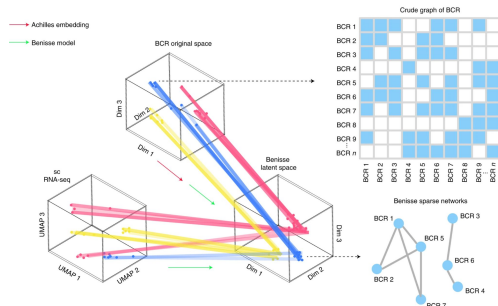 Achilles embedding
Benisse model
BCR original space
Dim 3
Dim 2
Dim 1
sc
RNA-seq
UMAP 3
UMAP 1
UMAP 2
Benisse
latent space
Dim 3
Dim 1
Dim 2
Crude graph of BCR
BCR 1
BCR 2
BCR 3
BCR 4
BCR 5
BCR 6
BCR 7
BCR 8
BCR 9
...
BCR n
BCR 1
BCR 2
BCR 3
BCR 4
BCR 5
BCR 6
BCR 7
BCR 8
BCR 9
...
BCR n
Benisse sparse networks
BCR 1
BCR 3
BCR 5
BCR 6
BCR 2
BCR 4
BCR 7